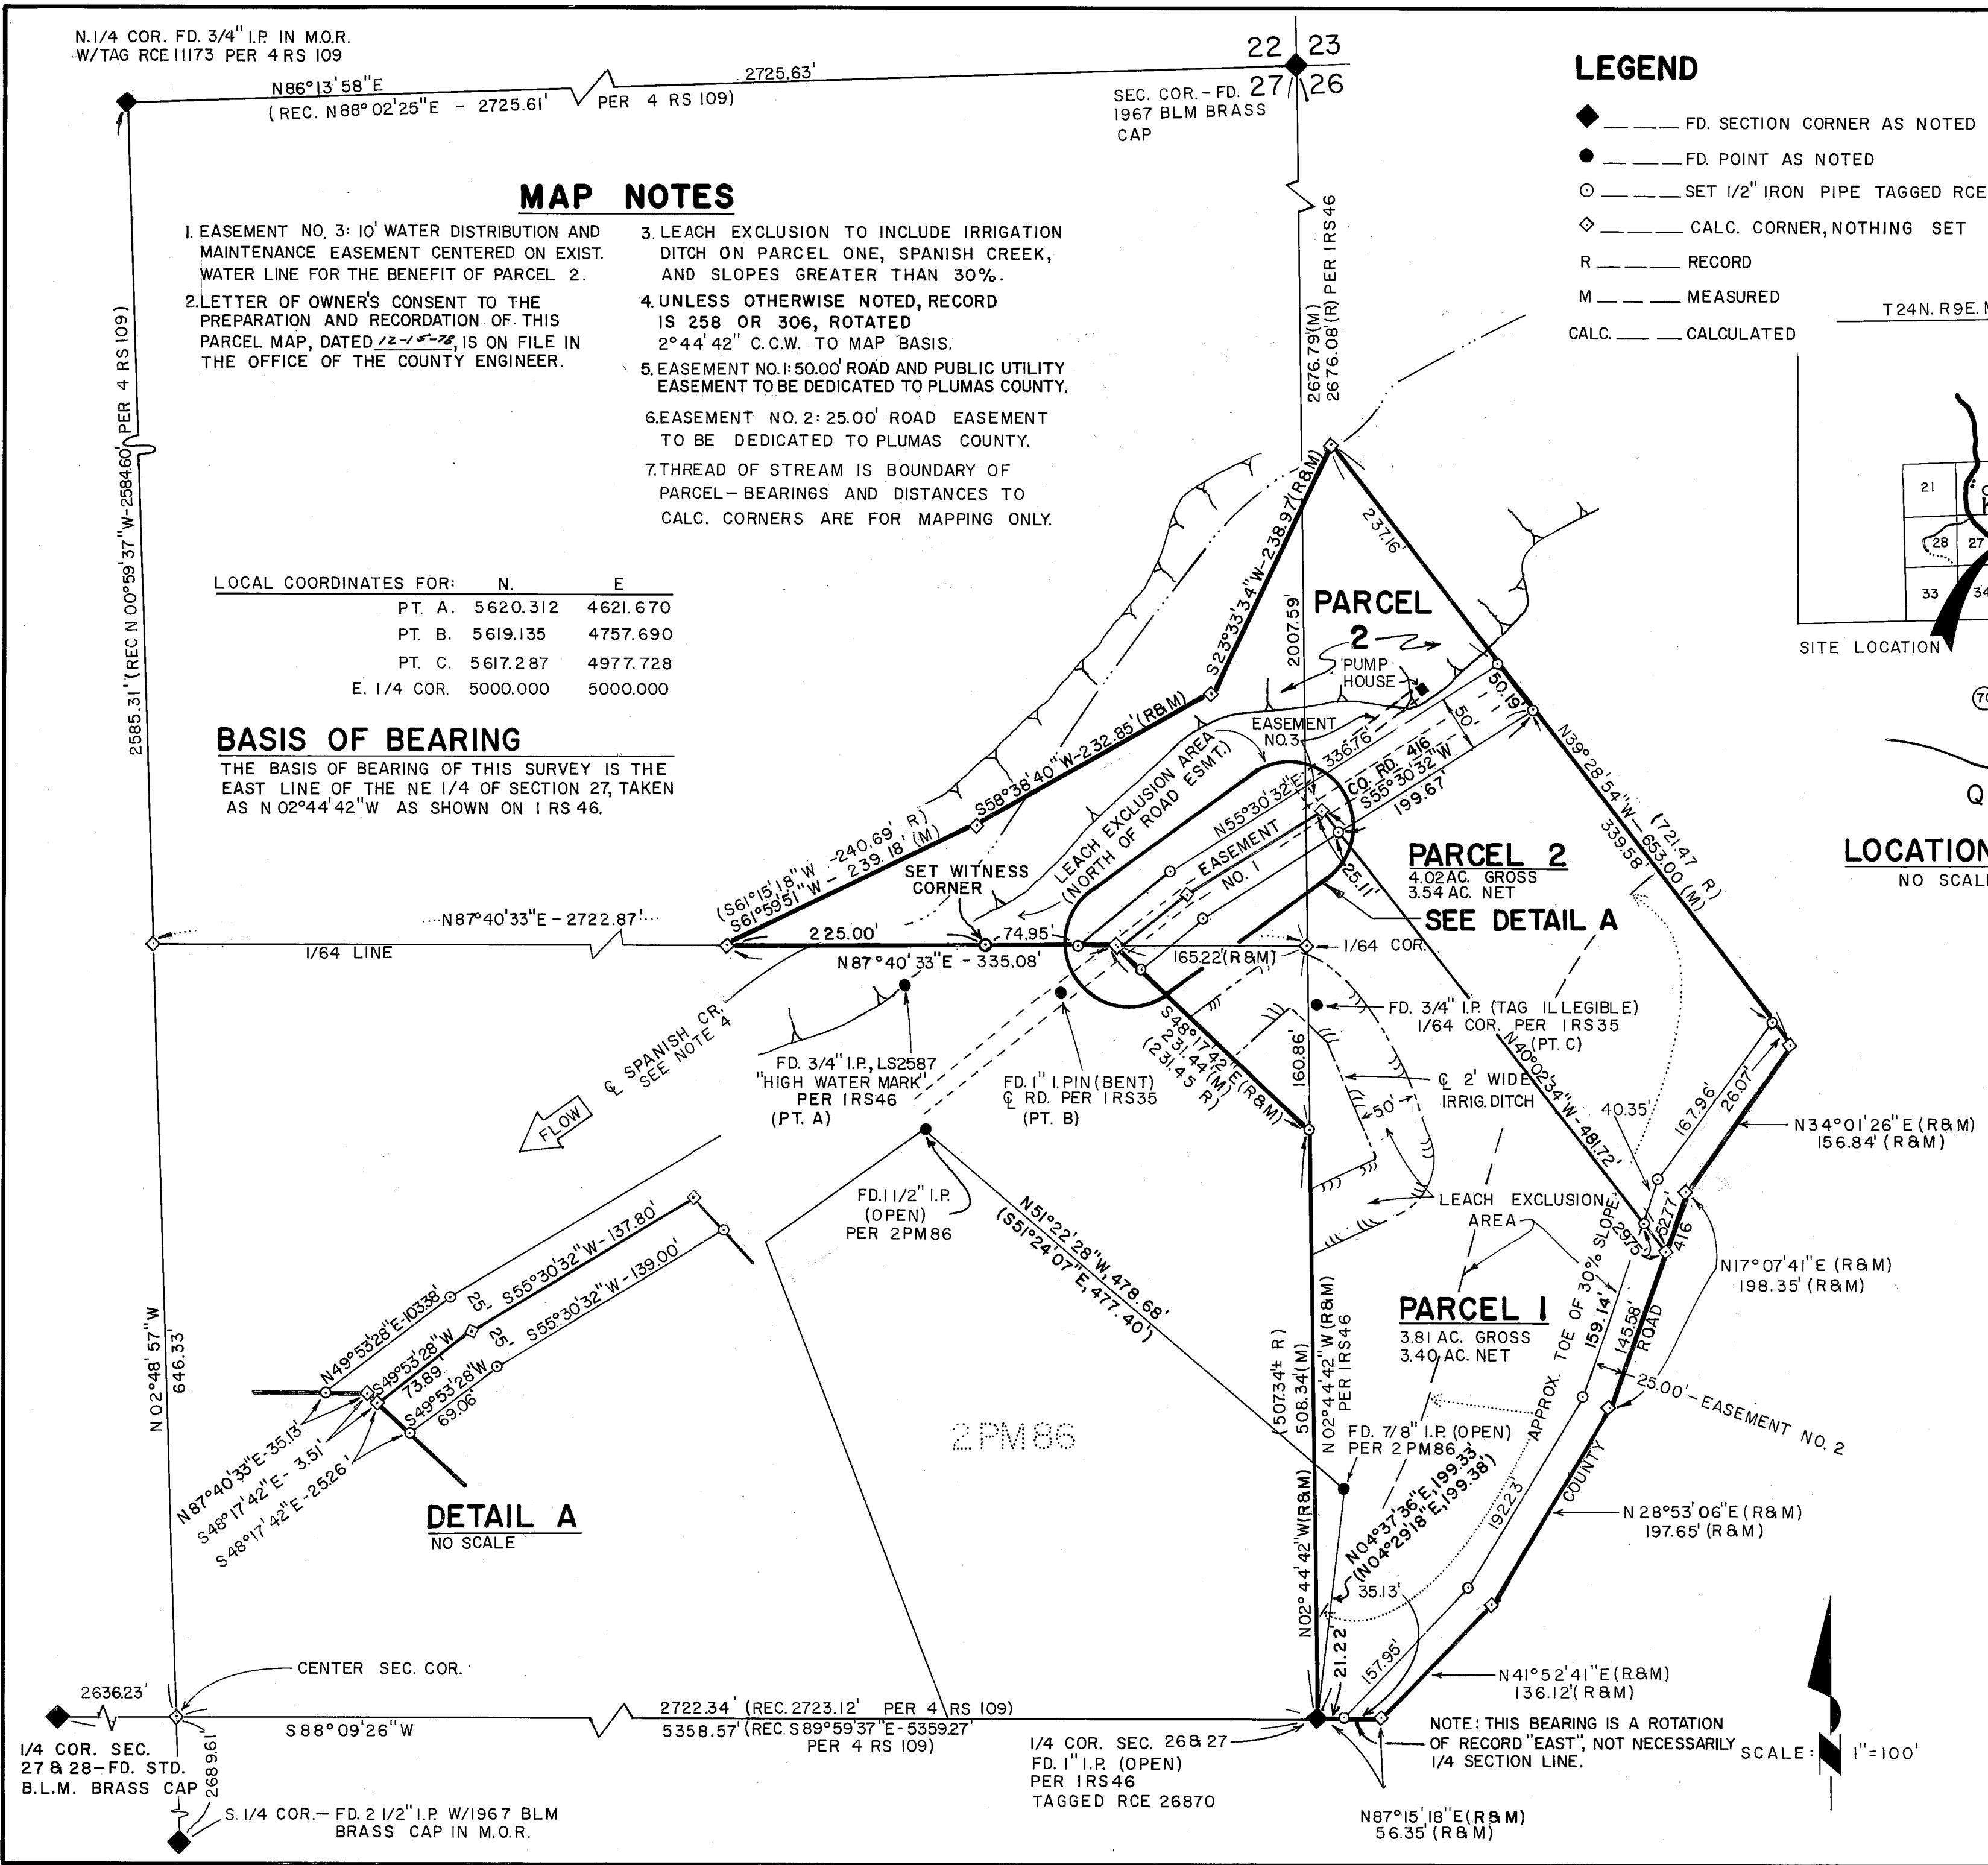 N.1/4 COR. FD. 3/4" I.P. IN M.O.R.
W/TAG RCE 11173 PER 4 RS 109
N86°13'58"E
2725.63'
(REC. N88°02'25"E - 2725.61' PER 4 RS 109)
22 23
27 26
SEC. COR.-FD.
1967 BLM BRASS
CAP
LEGEND
FD. SECTION CORNER AS NOTED
FD. POINT AS NOTED
SET 1/2" IRON PIPE TAGGED RCE
CALC. CORNER, NOTHING SET
R RECORD
M MEASURED
CALC. CALCULATED
MAP NOTES
1. EASEMENT NO. 3: 10' WATER DISTRIBUTION AND
MAINTENANCE EASEMENT CENTERED ON EXIST.
WATER LINE FOR THE BENEFIT OF PARCEL 2.
2. LETTER OF OWNER'S CONSENT TO THE
PREPARATION AND RECORDATION OF THIS
PARCEL MAP, DATED 12-15-78, IS ON FILE IN
THE OFFICE OF THE COUNTY ENGINEER.
3. LEACH EXCLUSION TO INCLUDE IRRIGATION
DITCH ON PARCEL ONE, SPANISH CREEK,
AND SLOPES GREATER THAN 30%.
4. UNLESS OTHERWISE NOTED, RECORD
IS 258 OR 306, ROTATED
2°44'42" C.C.W. TO MAP BASIS.
5. EASEMENT NO.1: 50.00' ROAD AND PUBLIC UTILITY
EASEMENT TO BE DEDICATED TO PLUMAS COUNTY.
6. EASEMENT NO. 2: 25.00' ROAD EASEMENT
TO BE DEDICATED TO PLUMAS COUNTY.
7. THREAD OF STREAM IS BOUNDARY OF
PARCEL-BEARINGS AND DISTANCES TO
CALC. CORNERS ARE FOR MAPPING ONLY.
2676.79'(M)
2676.08'(R) PER 1RS46
T24N. R9E. M
21
28 27
33 34
SITE LOCATION
70
Q
LOCATION
NO SCALE
2585.31' (REC N 00°59'37"W-2584.60' PER 4 RS 109)
LOCAL COORDINATES FOR: N. E
PT. A. 5620.312 4621.670
PT. B. 5619.135 4757.690
PT. C. 5617.287 4977.728
E. 1/4 COR. 5000.000 5000.000
BASIS OF BEARING
THE BASIS OF BEARING OF THIS SURVEY IS THE
EAST LINE OF THE NE 1/4 OF SECTION 27, TAKEN
AS N 02°44'42"W AS SHOWN ON 1 RS 46.
S23°33'34"W-238.97'(R&M)
237.16'
2007.59'
PARCEL
2
PUMP
HOUSE
50.19'
50'
S58°38'40"W-232.85'(R&M)
EASEMENT
NO.3
LEACH EXCLUSION AREA
(NORTH OF ROAD ESMT.)
N55°30'32"E 336.76'
CO. RD. 416
S55°30'32"W
199.67'
EASEMENT
NO. 1
25.11'
N39°28'54"W-653.00 (M)
(721.47 R)
339.58'
PARCEL 2
4.02 AC. GROSS
3.54 AC. NET
SEE DETAIL A
(S61°15'18"W -240.69' R)
S61°59'51"W - 239.18' (M)
SET WITNESS
CORNER
N87°40'33"E - 2722.87'
1/64 LINE
225.00'
74.95'
N87°40'33"E - 335.08'
165.22'(R&M)
1/64 COR.
FD. 3/4" I.P. (TAG ILLEGIBLE)
1/64 COR. PER 1RS35
(PT. C)
℄ SPANISH CR.
SEE NOTE 4
FLOW
FD. 3/4" I.P., LS2587
"HIGH WATER MARK"
PER 1RS46
(PT. A)
FD. 1" I.PIN (BENT)
℄ RD. PER 1RS35
(PT. B)
S48°17'42"E(R&M)
231.44'(M)
(231.45 R)
160.86'
℄ 2' WIDE
IRRIG. DITCH
50'
N40°02'34"W-481.72'
40.35'
167.96'
26.07'
N34°01'26"E (R&M)
156.84' (R&M)
FD. 1 1/2" I.P.
(OPEN)
PER 2PM86
LEACH EXCLUSION
AREA
52.77'
29.75'
416
N17°07'41"E (R&M)
198.35' (R&M)
N51°22'28"W, 478.68'
(S51°24'07"E, 477.40')
PARCEL 1
3.81 AC. GROSS
3.40 AC. NET
APPROX. TOE OF 30% SLOPE
159.14'
145.58'
COUNTY ROAD
25.00' - EASEMENT NO. 2
(507.34± R)
508.34'(M)
N02°44'42"W (R&M)
PER 1RS46
FD. 7/8" I.P. (OPEN)
PER 2 PM86
N04°37'36"E, 199.33'
(N04°29'18"E, 199.38')
N02°44'42"W(R&M)
192.23'
N28°53'06"E (R&M)
197.65' (R&M)
35.13'
21.22'
157.95'
N41°52'41"E (R&M)
136.12' (R&M)
NOTE: THIS BEARING IS A ROTATION
OF RECORD "EAST", NOT NECESSARILY
1/4 SECTION LINE.
N87°15'18"E(R&M)
56.35' (R&M)
SCALE: N 1"=100'
2PM86
N49°53'28"E-103.38'
25'
S55°30'32"W-137.80'
S55°30'32"W-139.00'
25'
S49°53'28"W
73.89'
S49°53'28"W
69.06'
N87°40'33"E-35.13'
S48°17'42"E- 3.51'
S48°17'42"E-25.26'
DETAIL A
NO SCALE
N02°48'57"W
646.33'
CENTER SEC. COR.
2636.23'
S88°09'26"W
2722.34' (REC. 2723.12' PER 4 RS 109)
5358.57' (REC. S89°59'37"E-5359.27'
PER 4 RS 109)
1/4 COR. SEC.
27 & 28-FD. STD.
B.L.M. BRASS CAP
2689.61'
S. 1/4 COR.- FD. 2 1/2" I.P. W/1967 BLM
BRASS CAP IN M.O.R.
1/4 COR. SEC. 26 & 27
FD. 1" I.P. (OPEN)
PER 1RS46
TAGGED RCE 26870